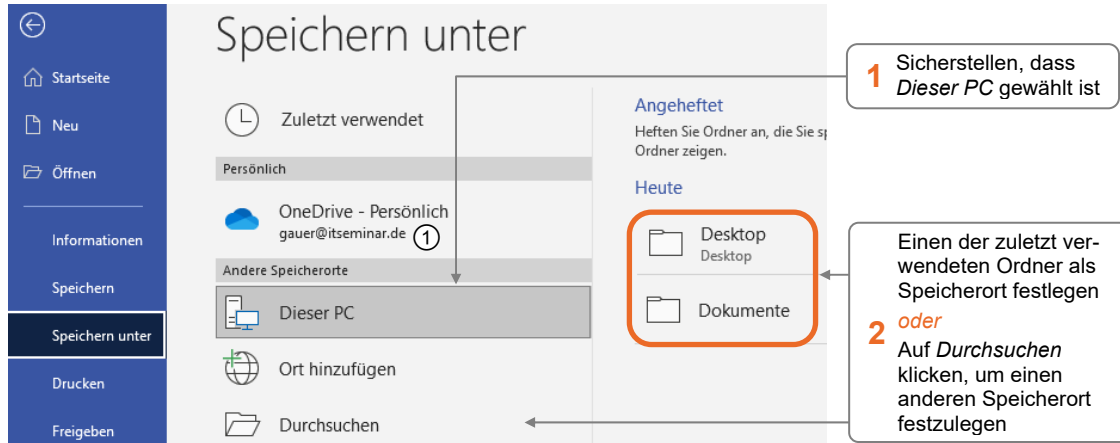 Speichern unter
Startseite
Neu
Öffnen
Informationen
Speichern
Speichern unter
Drucken
Freigeben
Zuletzt verwendet
Persönlich
OneDrive - Persönlich
gauer@itseminar.de 1
Andere Speicherorte
Dieser PC
Ort hinzufügen
Durchsuchen
Angeheftet
Heften Sie Ordner an, die Sie
Ordner zeigen.
Heute
Desktop
Desktop
Dokumente
1 Sicherstellen, dass
Dieser PC gewählt ist
2
Einen der zuletzt ver-
wendeten Ordner als
Speicherort festlegen
oder
Auf Durchsuchen
klicken, um einen
anderen Speicherort
festzulegen